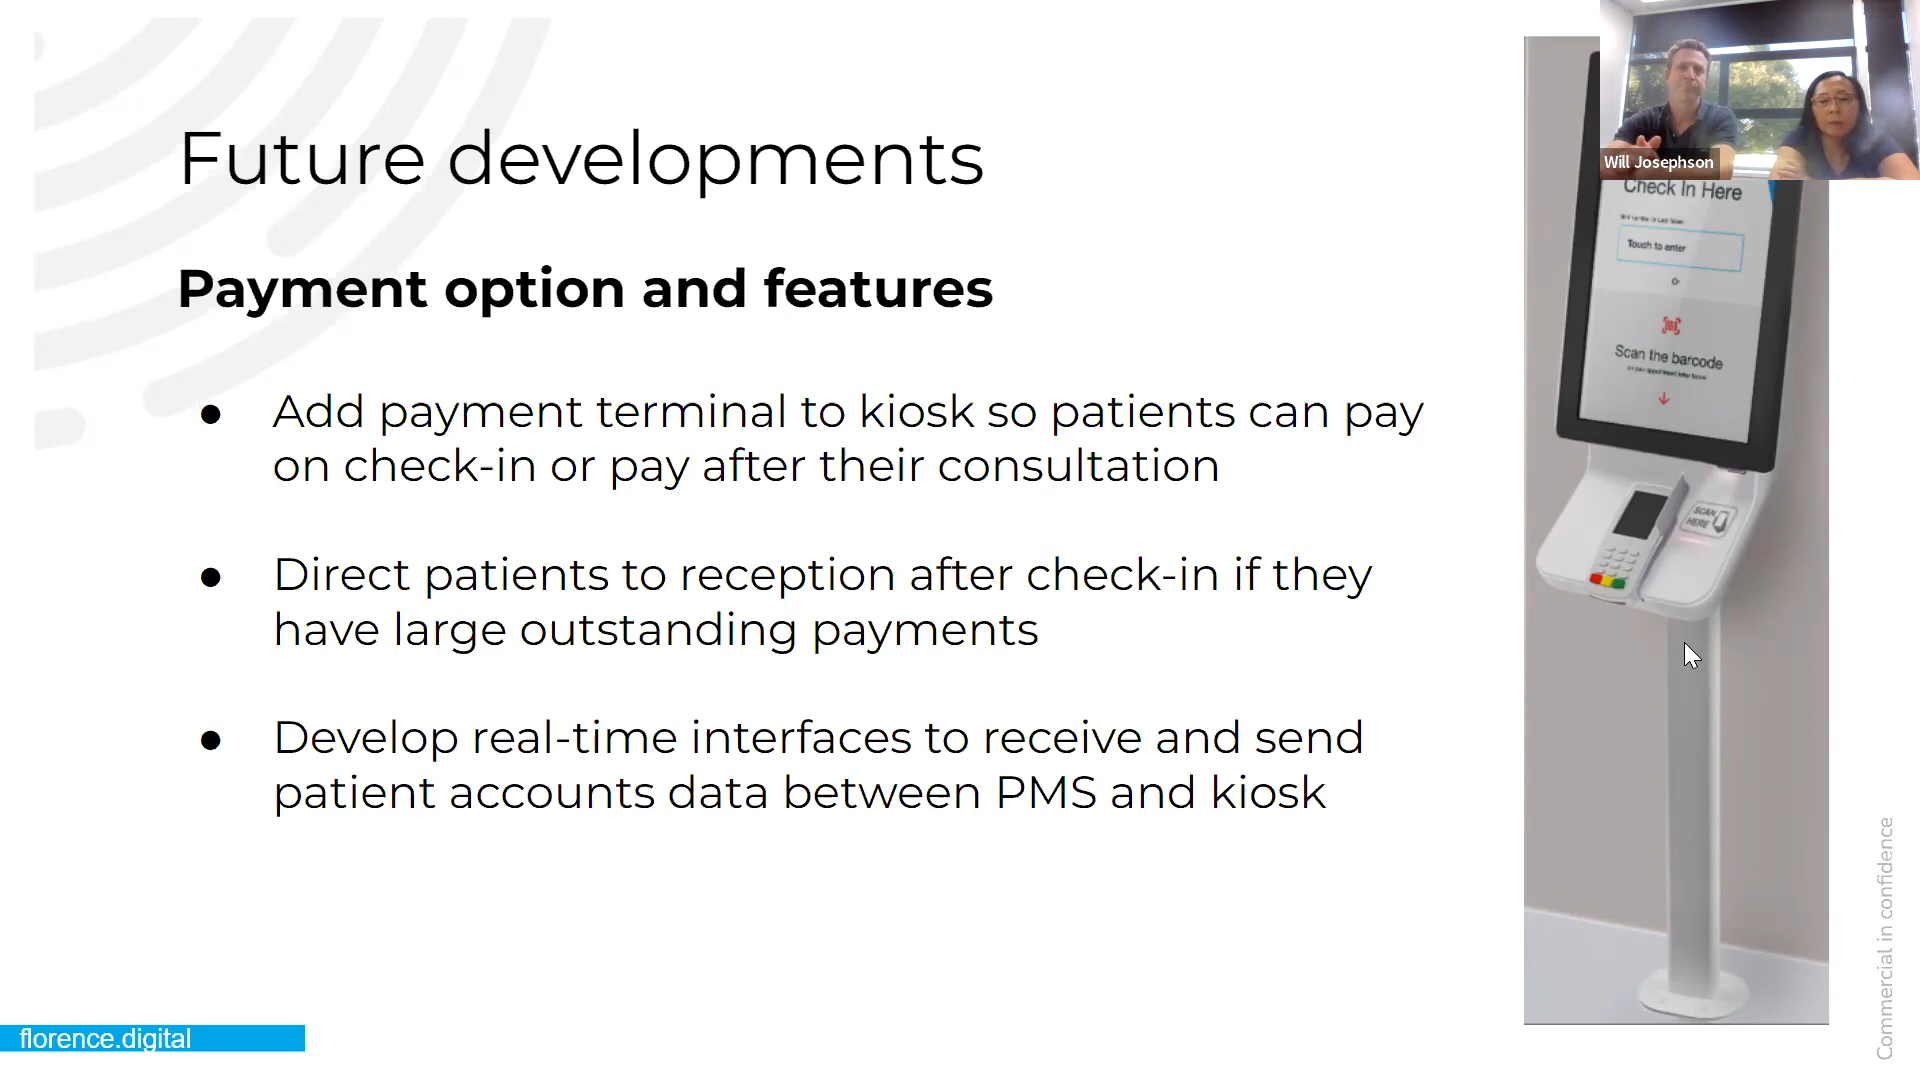 Future developments
Payment option and features
● Add payment terminal to kiosk so patients can pay
on check-in or pay after their consultation
● Direct patients to reception after check-in if they
have large outstanding payments
● Develop real-time interfaces to receive and send
patient accounts data between PMS and kiosk
Will Josephson
Check In Here
Touch to enter
Or
Scan the barcode
SCAN
HERE
florence.digital
Commercial in confidence